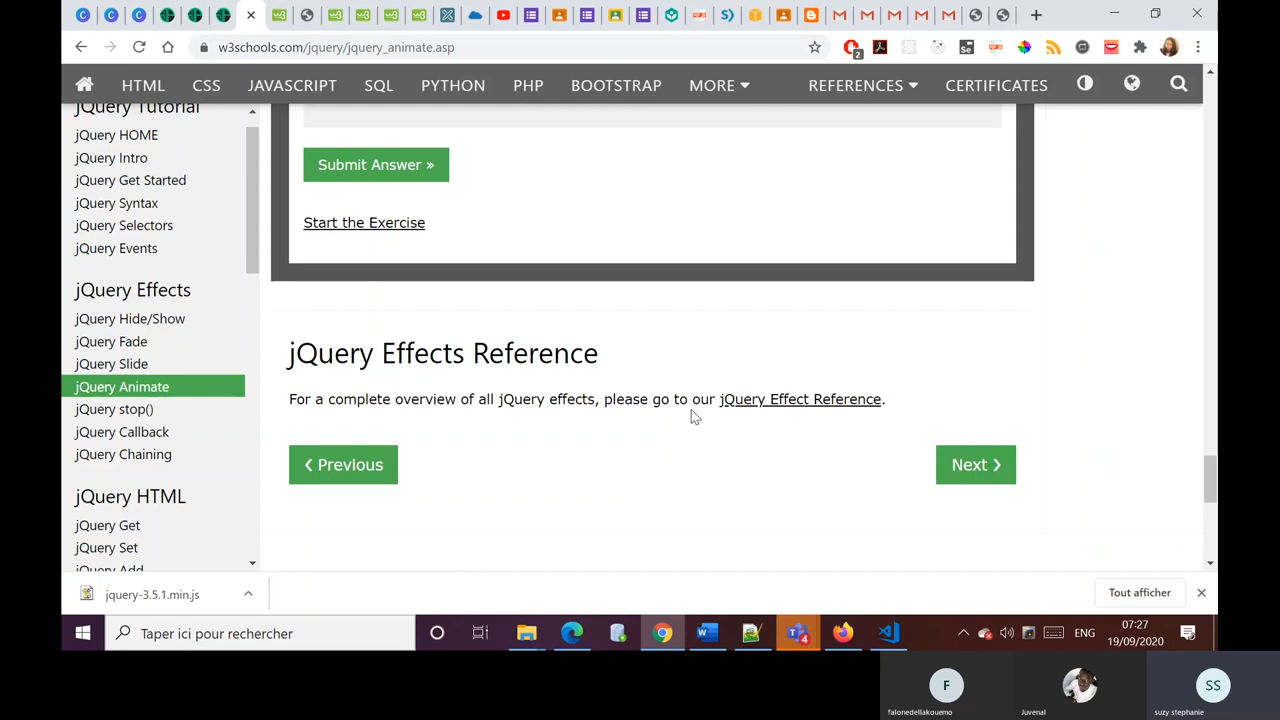 w3schools.com/jquery/jquery_animate.asp
2
HTML CSS JAVASCRIPT SQL PYTHON PHP BOOTSTRAP MORE REFERENCES CERTIFICATES
jQuery Tutorial
jQuery HOME
jQuery Intro
jQuery Get Started
jQuery Syntax
jQuery Selectors
jQuery Events
jQuery Effects
jQuery Hide/Show
jQuery Fade
jQuery Slide
jQuery Animate
jQuery stop()
jQuery Callback
jQuery Chaining
jQuery HTML
jQuery Get
jQuery Set
jQuery Add
Submit Answer »
Start the Exercise
jQuery Effects Reference
For a complete overview of all jQuery effects, please go to our jQuery Effect Reference.
❮ Previous
Next ❯
jquery-3.5.1.min.js
Tout afficher
Taper ici pour rechercher
4
ENG
07:27
19/09/2020
F
falonedellakouemo
Juvenal
SS
suzy stephanie